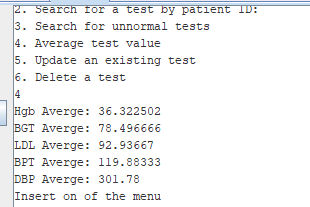 2. Search for a test by patient ID:
3. Search for unnormal tests
4. Average test value
5. Update an existing test
6. Delete a test
4
Hgb Averge: 36.322502
BGT Averge: 78.496666
LDL Averge: 92.93667
BPT Averge: 119.88333
DBP Averge: 301.78
Insert on of the menu